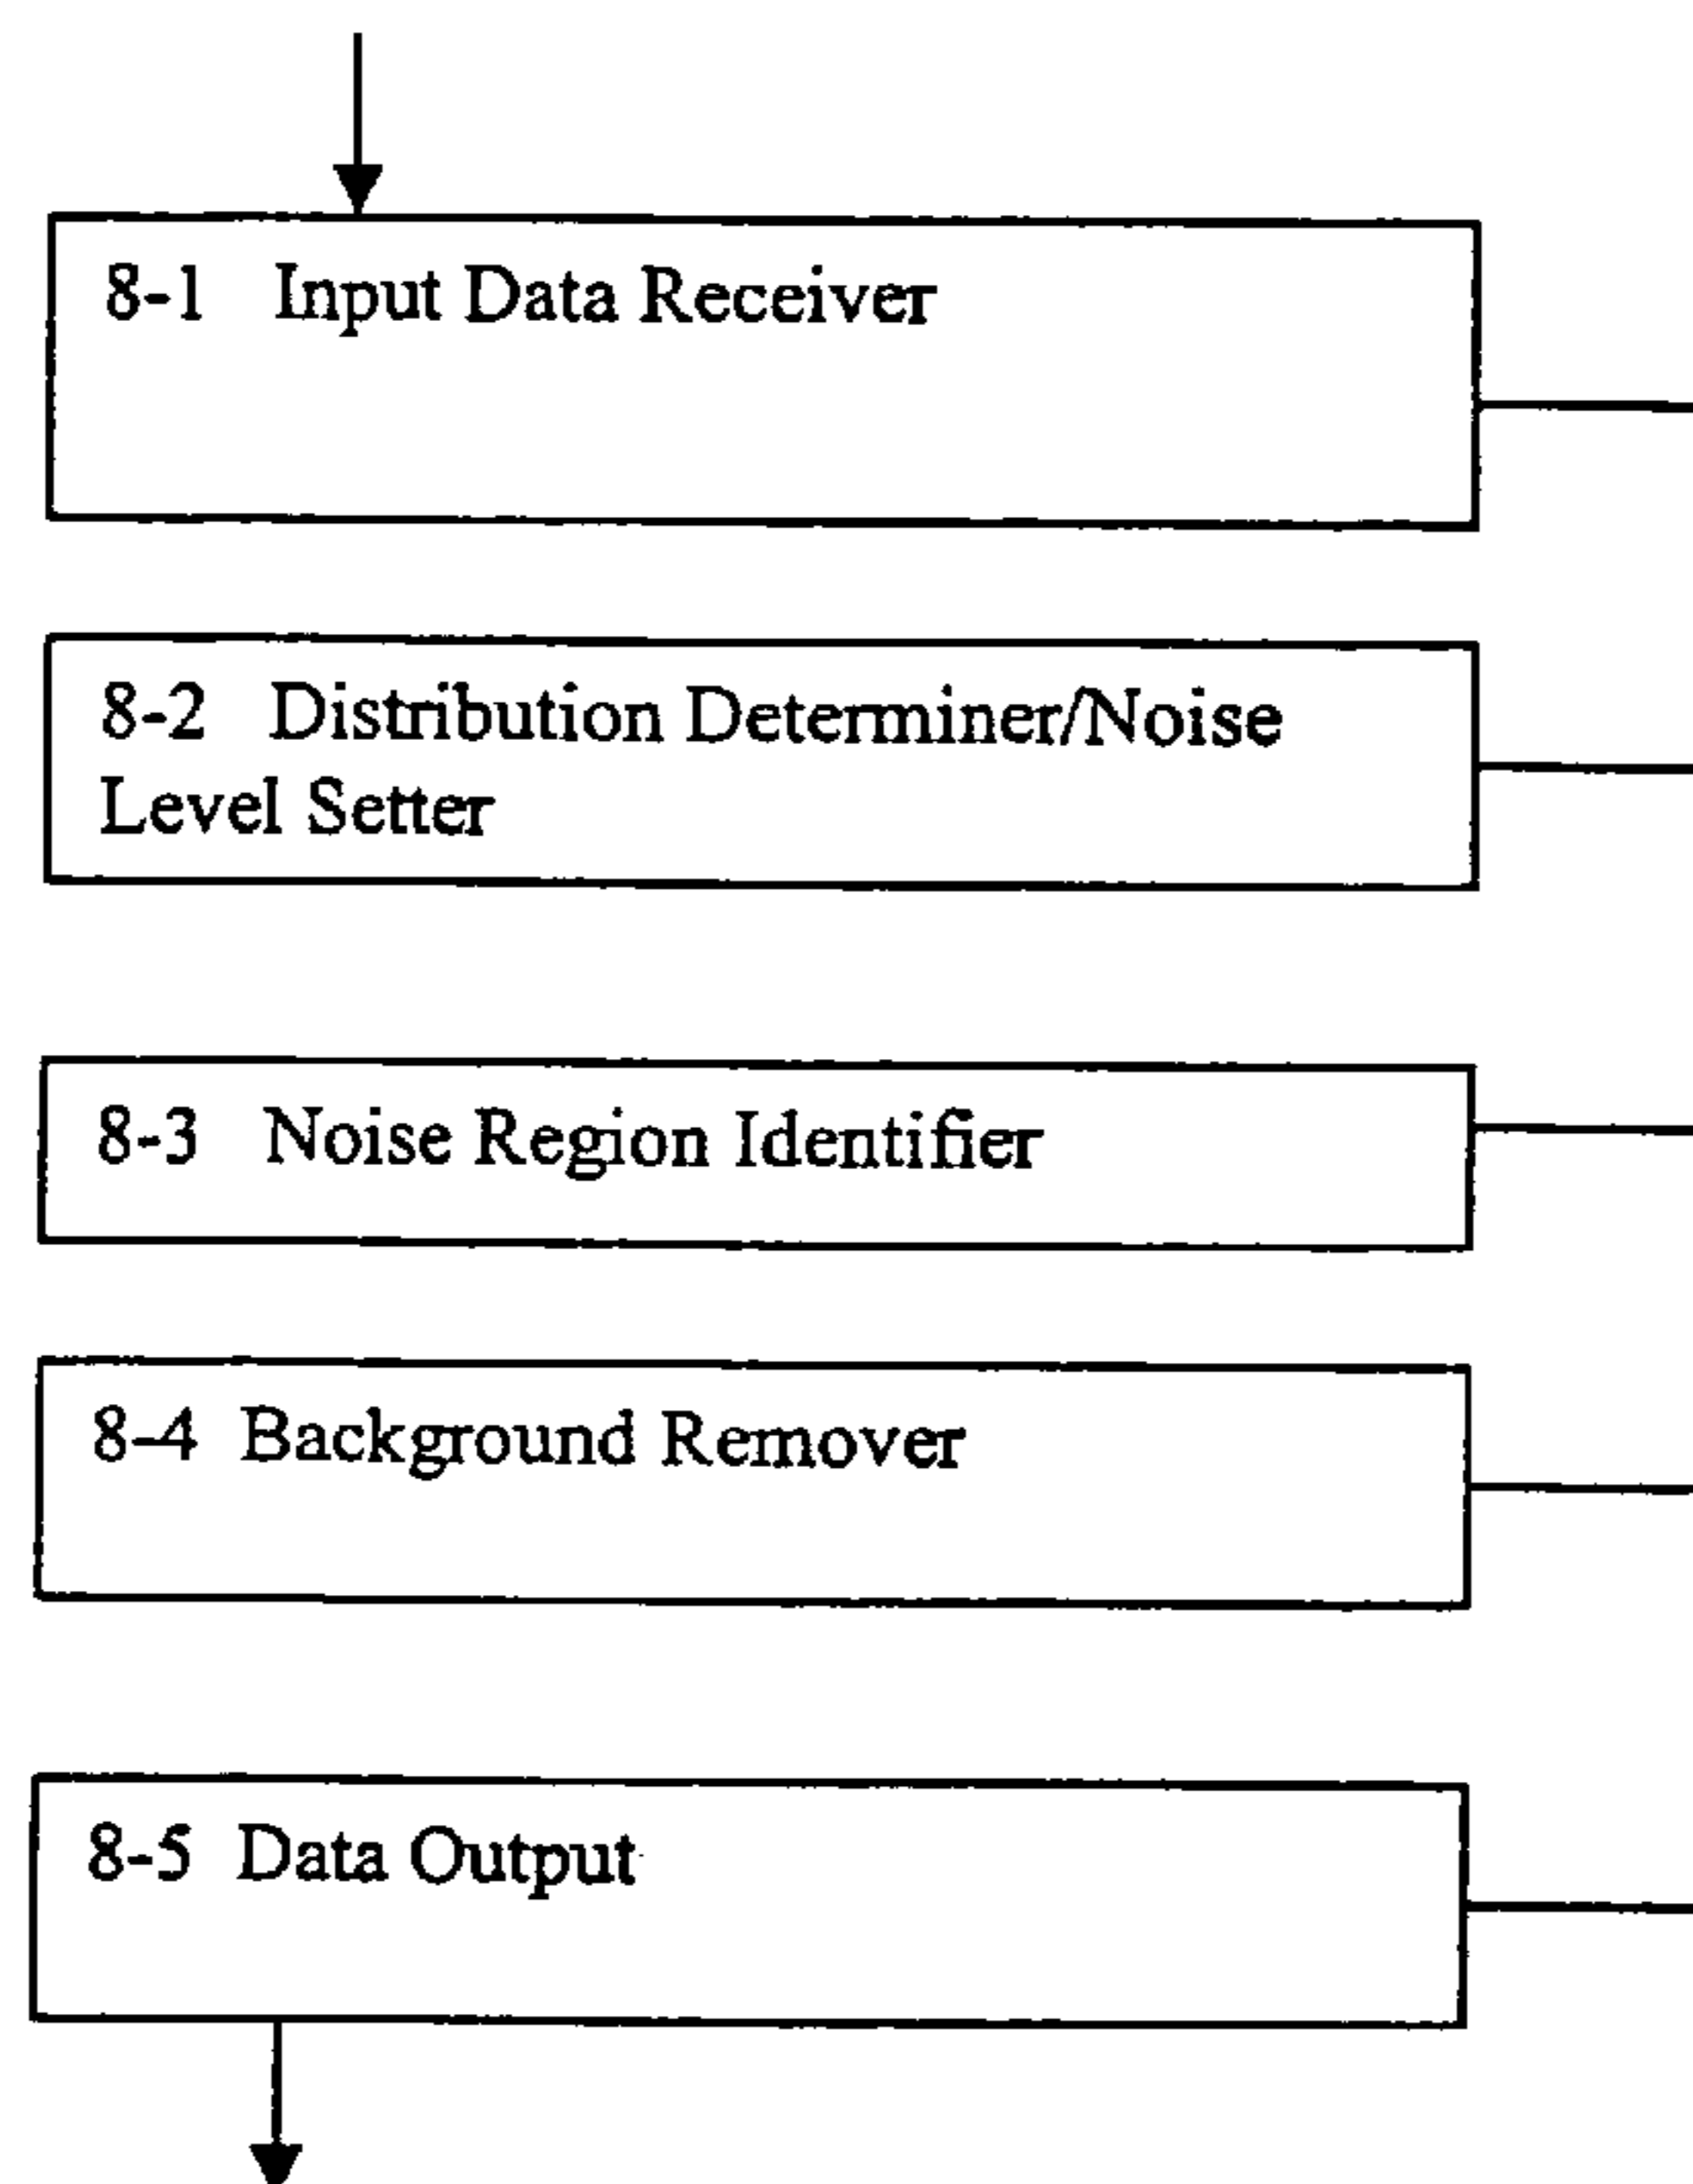 8-1 Input Data Receiver
8-2 Distribution Determiner/Noise
Level Setter
8-3 Noise Region Identifier
8-4 Background Remover
8-5 Data Output